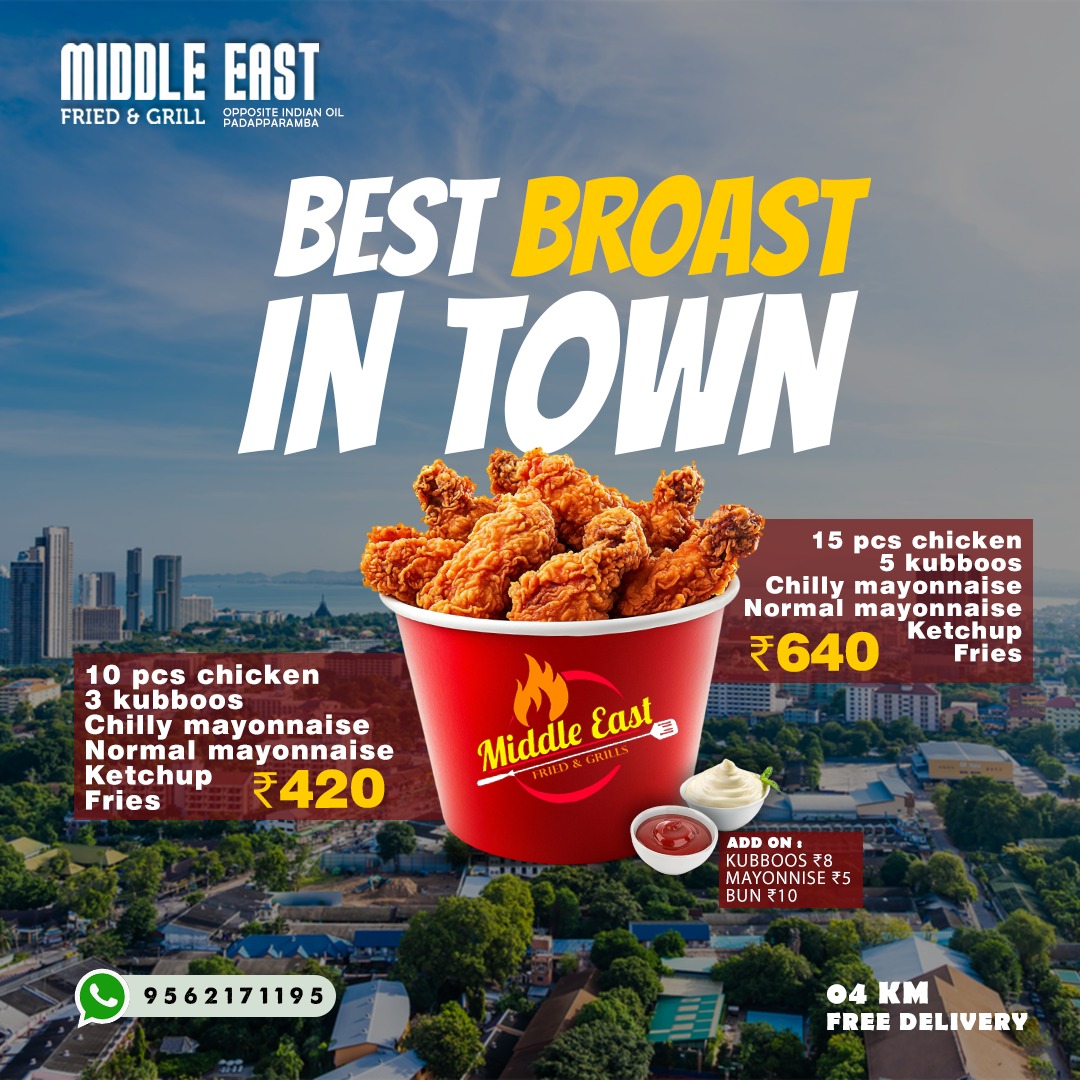 MIDDLE EAST
FRIED & GRILL
OPPOSITE INDIAN OIL
PADAPPARAMBA
BEST BROAST
IN TOWN
15 pcs chicken
5 kubboos
Chilly mayonnaise
Normal mayonnaise
Ketchup
Fries
₹640
10 pcs chicken
3 kubboos
Chilly mayonnaise
Normal mayonnaise
Ketchup
Fries
₹420
Middle East
FRIED & GRILLS
ADD ON :
KUBBOOS ₹8
MAYONNISE ₹5
BUN ₹10
9562171195
04 KM
FREE DELIVERY